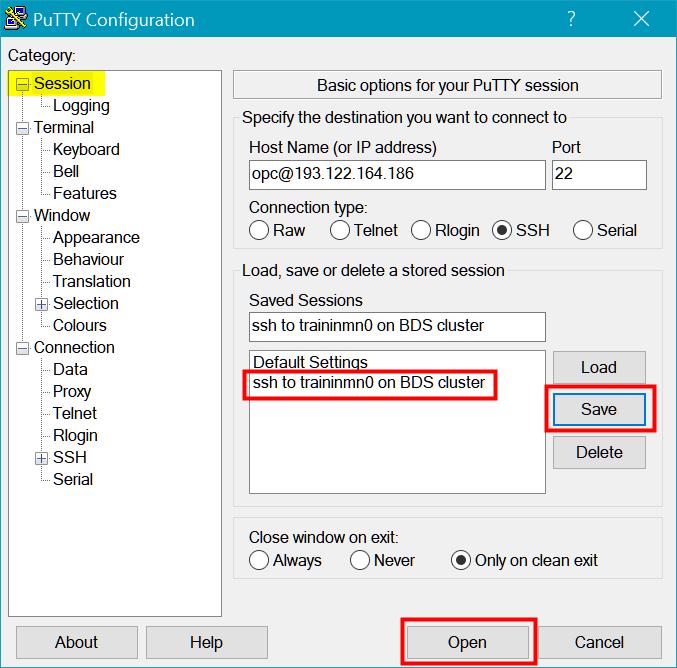 PuTTY Configuration ?
Category:
Session
Logging
Terminal
Keyboard
Bell
Features
Window
Appearance
Behaviour
Translation
Selection
Colours
Connection
Data
Proxy
Telnet
Rlogin
SSH
Serial
Basic options for your PuTTY session
Specify the destination you want to connect to
Host Name (or IP address) Port
opc@193.122.164.186 22
Connection type:
Raw Telnet Rlogin SSH Serial
Load, save or delete a stored session
Saved Sessions
ssh to traininmn0 on BDS cluster
Default Settings
ssh to traininmn0 on BDS cluster
Load
Save
Delete
Close window on exit:
Always Never Only on clean exit
About Help Open Cancel